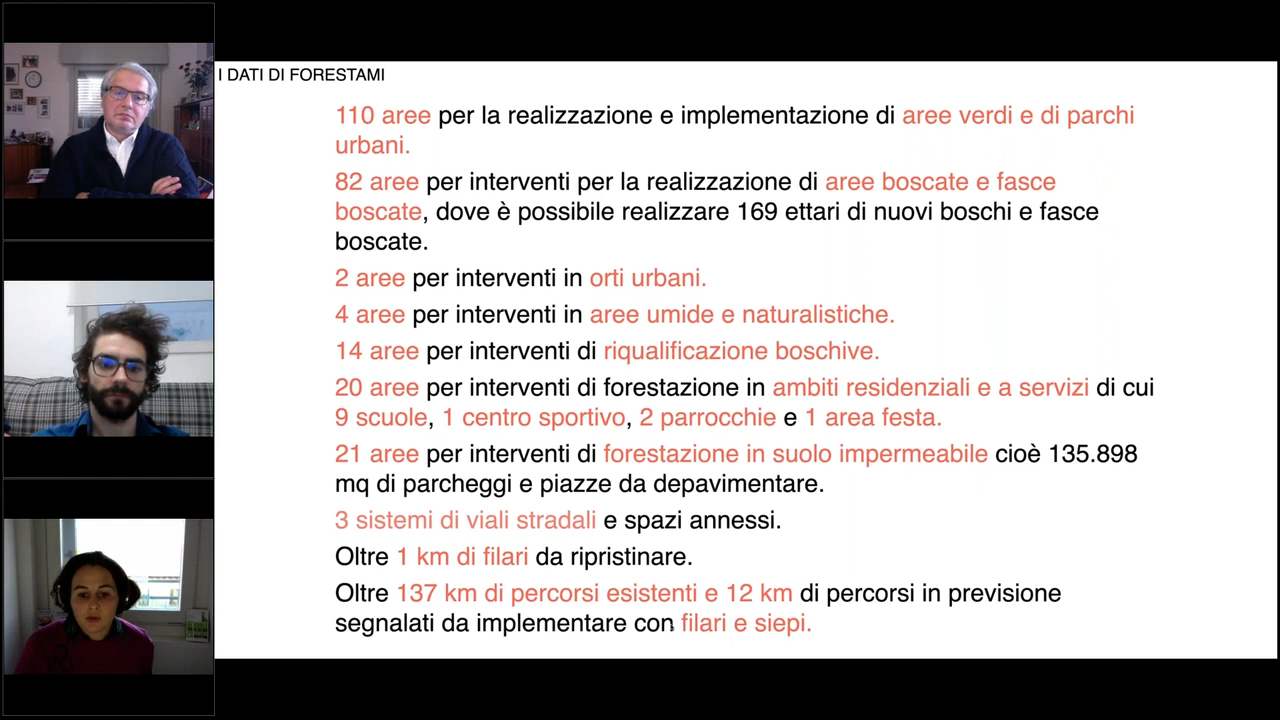 I DATI DI FORESTAMI
110 aree per la realizzazione e implementazione di aree verdi e di parchi
urbani.
82 aree per interventi per la realizzazione di aree boscate e fasce
boscate, dove è possibile realizzare 169 ettari di nuovi boschi e fasce
boscate.
2 aree per interventi in orti urbani.
4 aree per interventi in aree umide e naturalistiche.
14 aree per interventi di riqualificazione boschive.
20 aree per interventi di forestazione in ambiti residenziali e a servizi di cui
9 scuole, 1 centro sportivo, 2 parrocchie e 1 area festa.
21 aree per interventi di forestazione in suolo impermeabile cioè 135.898
mq di parcheggi e piazze da depavimentare.
3 sistemi di viali stradali e spazi annessi.
Oltre 1 km di filari da ripristinare.
Oltre 137 km di percorsi esistenti e 12 km di percorsi in previsione
segnalati da implementare con filari e siepi.